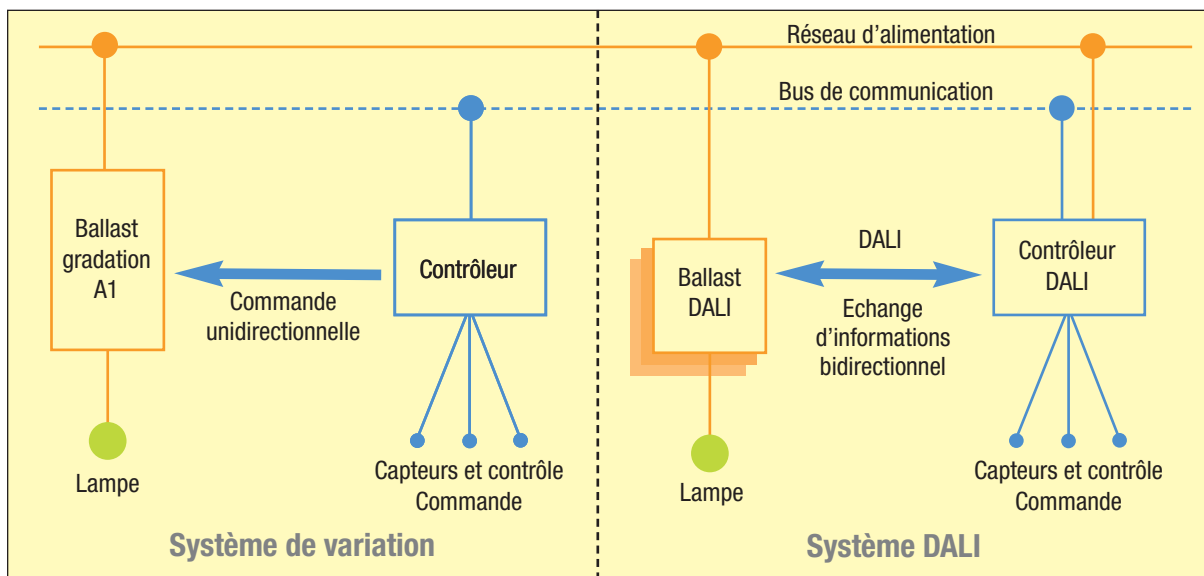 Réseau d'alimentation
Bus de communication
Ballast
gradation
A1
Commande
unidirectionnelle
Contrôleur
Lampe
Capteurs et contrôle
Commande
Système de variation
Ballast
DALI
DALI
Echange
d'informations
bidirectionnel
Contrôleur
DALI
Lampe
Capteurs et contrôle
Commande
Système DALI